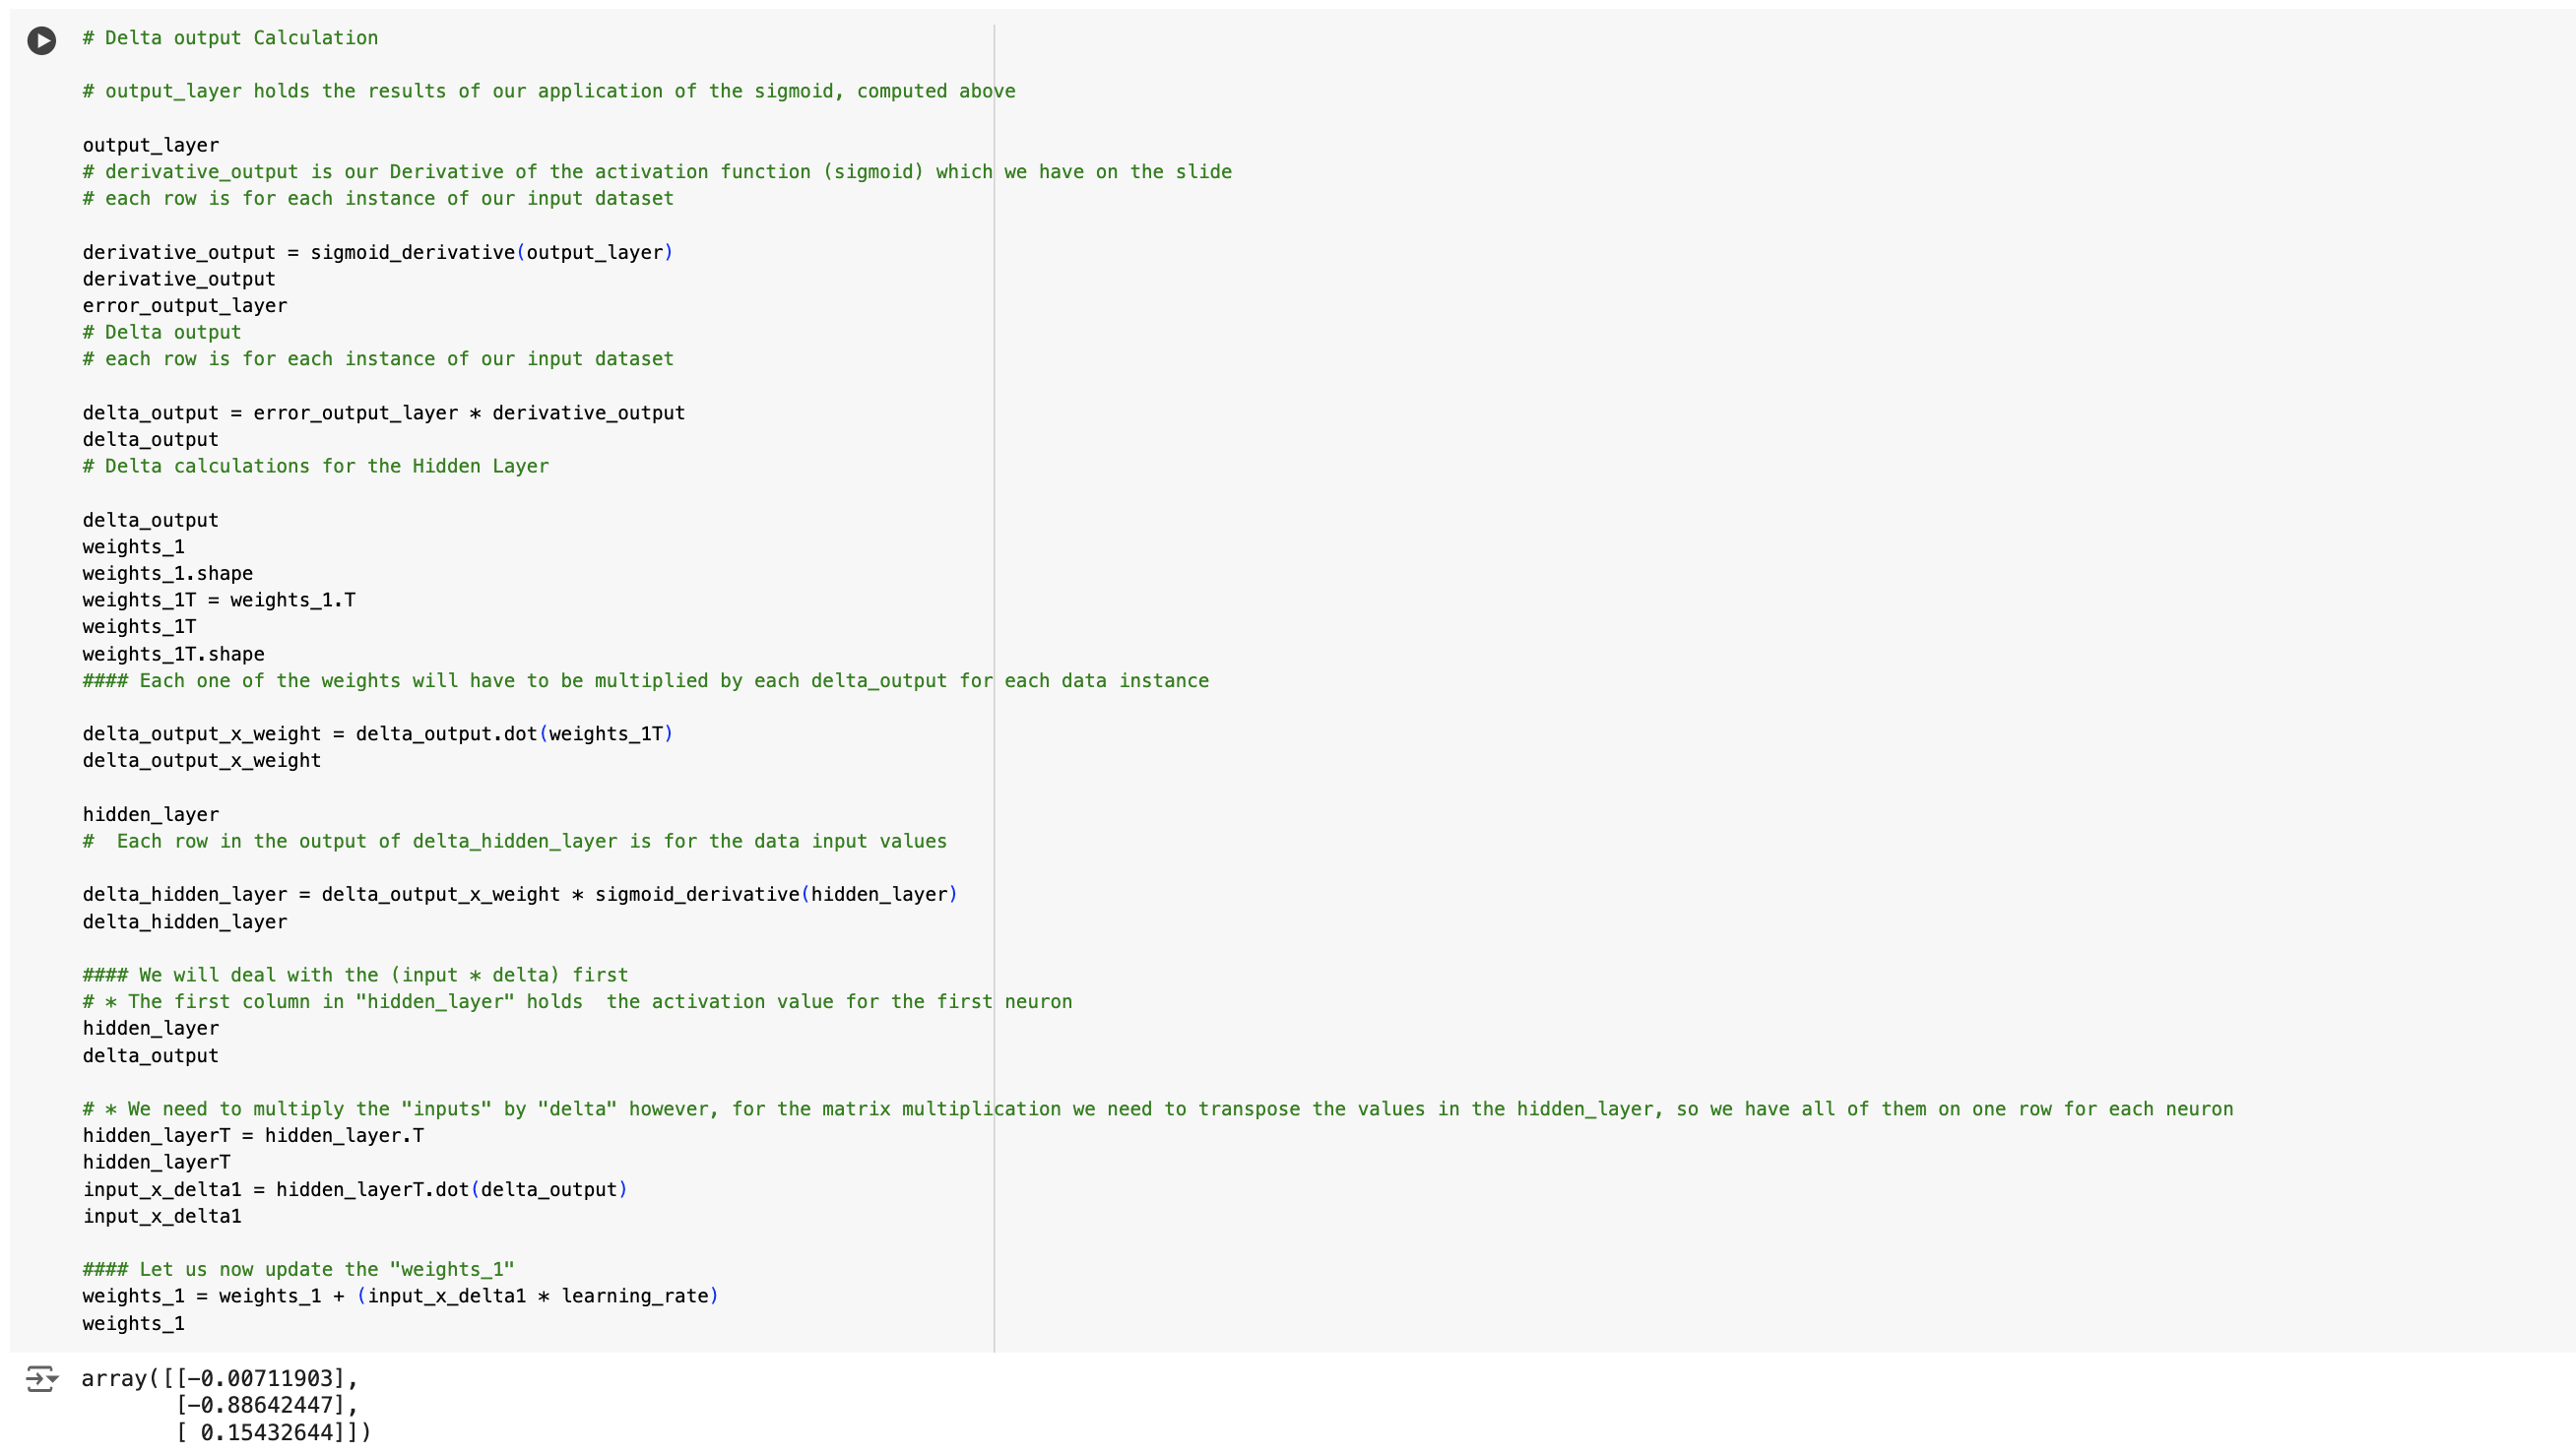 # Delta output Calculation
# output_layer holds the results of our application of the sigmoid, computed above
output_layer
# derivative_output is our Derivative of the activation function (sigmoid) which we have on the slide
# each row is for each instance of our input dataset
derivative_output = sigmoid_derivative(output_layer)
derivative_output
error_output_layer
# Delta output
# each row is for each instance of our input dataset
delta_output = error_output_layer * derivative_output
delta_output
# Delta calculations for the Hidden Layer
delta_output
weights_1
weights_1.shape
weights_1T = weights_1.T
weights_1T
weights_1T.shape
#### Each one of the weights will have to be multiplied by each delta_output for each data instance
delta_output_x_weight = delta_output.dot(weights_1T)
delta_output_x_weight
hidden_layer
#  Each row in the output of delta_hidden_layer is for the data input values
delta_hidden_layer = delta_output_x_weight * sigmoid_derivative(hidden_layer)
delta_hidden_layer
#### We will deal with the (input * delta) first
# * The first column in "hidden_layer" holds  the activation value for the first neuron
hidden_layer
delta_output
# * We need to multiply the "inputs" by "delta" however, for the matrix multiplication we need to transpose the values in the hidden_layer, so we have all of them on one row for each neuron
hidden_layerT = hidden_layer.T
hidden_layerT
input_x_delta1 = hidden_layerT.dot(delta_output)
input_x_delta1
#### Let us now update the "weights_1"
weights_1 = weights_1 + (input_x_delta1 * learning_rate)
weights_1
array([[-0.00711903],
[-0.88642447],
[ 0.15432644]])